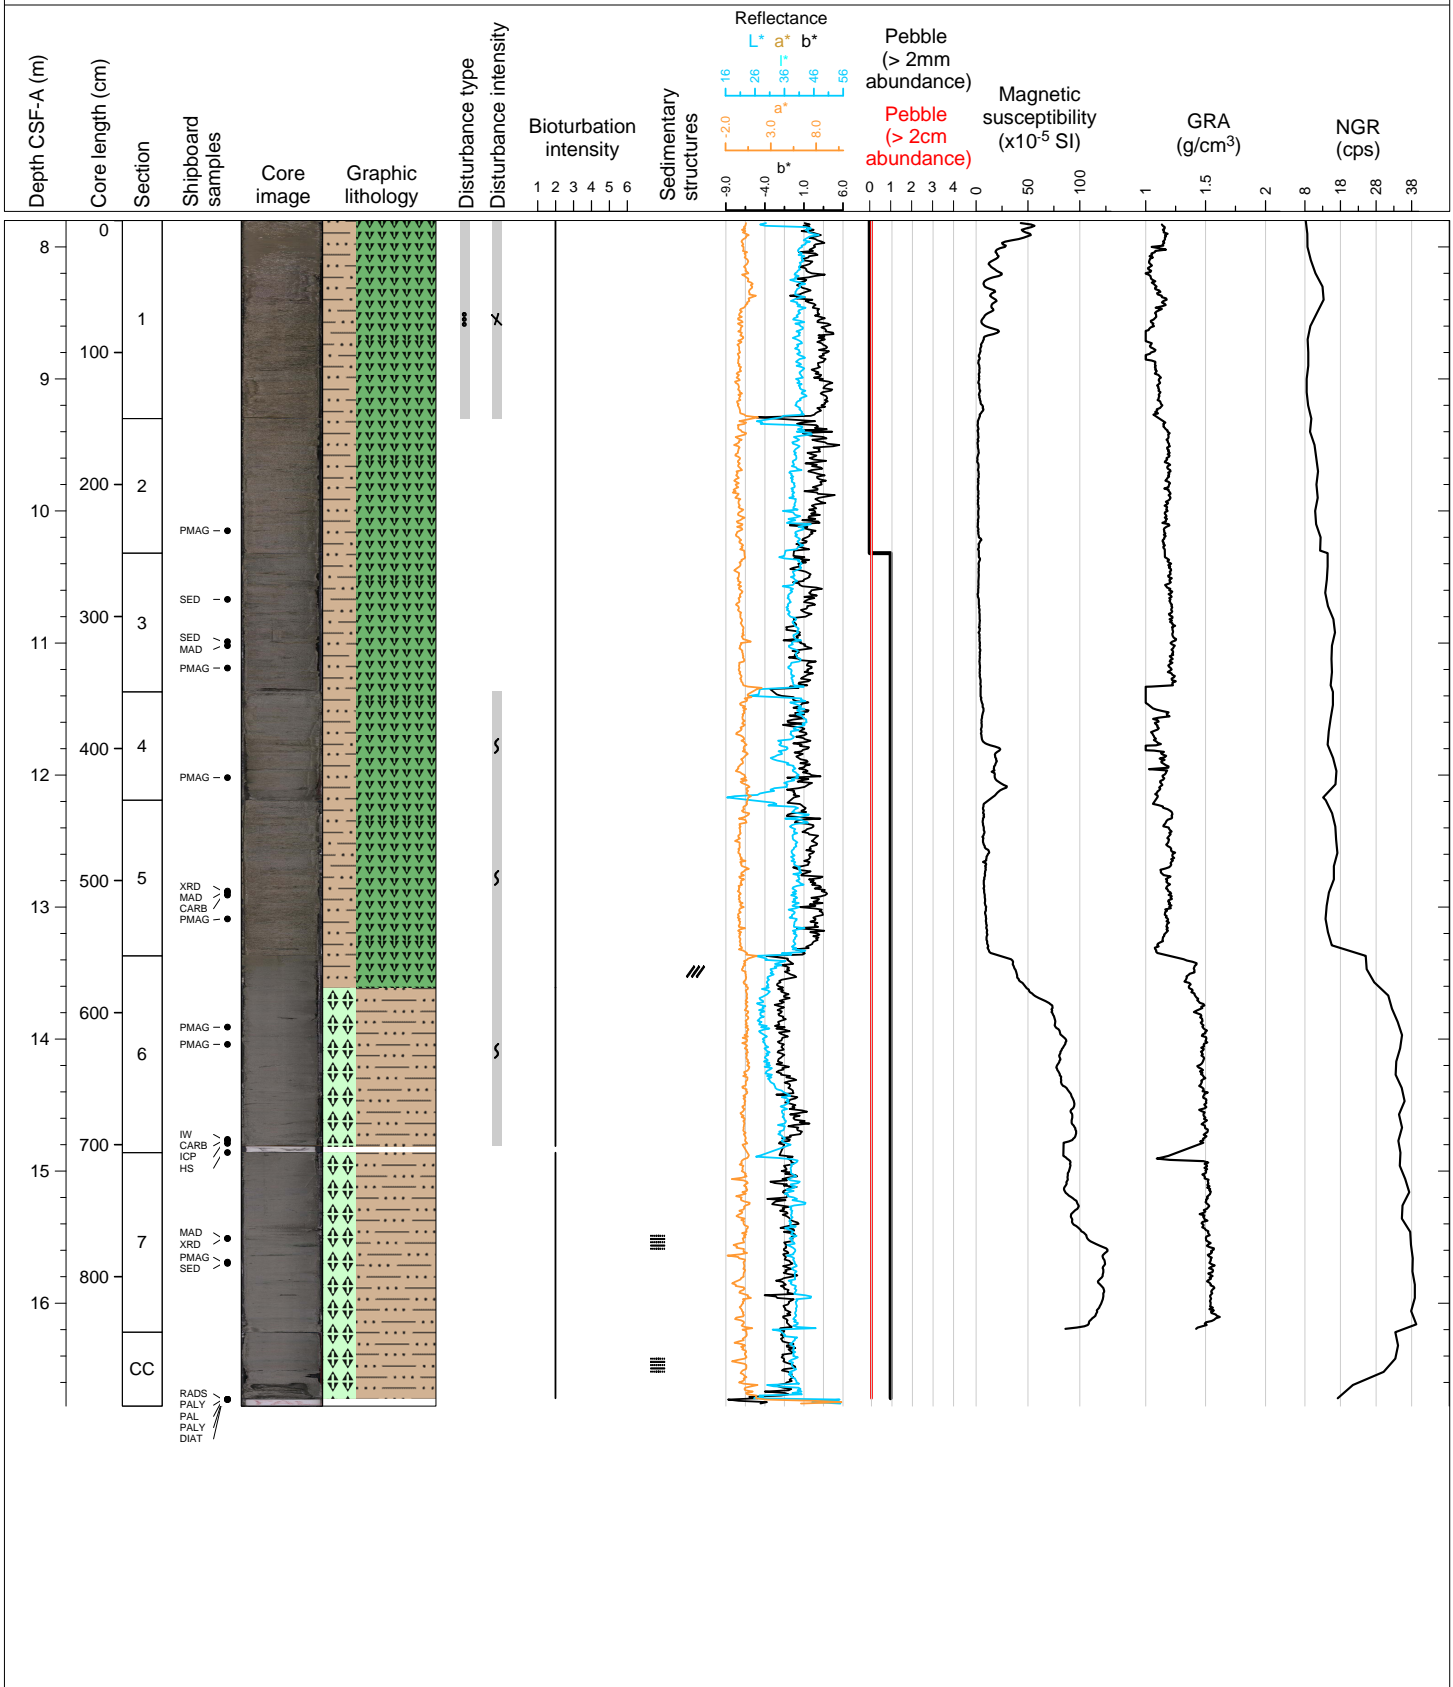 Depth CSF-A (m)
Core length (cm)
Section
Shipboard
samples
Core
image
Graphic
lithology
Disturbance type
Disturbance intensity
Bioturbation
intensity
1 2 3 4 5 6
Sedimentary
structures
Reflectance
L* a* b*
L*
16 26 36 46 56
a*
-2.0 3.0 8.0
b*
-9.0 -4.0 1.0 6.0
Pebble
(> 2mm
abundance)
Pebble
(> 2cm
abundance)
0 1 2 3 4
Magnetic
susceptibility
(x10-5 SI)
0 50 100
GRA
(g/cm3)
1 1.5 2
NGR
(cps)
8 18 28 38
0
8
1
100
9
2
200
10
PMAG
SED
300
3
SED
11
MAD
PMAG
4
400
12
PMAG
5
500
XRD
MAD
13
CARB
PMAG
600
PMAG
14
PMAG
6
IW
700
CARB
ICP
15
HS
MAD
7
XRD
PMAG
SED
800
16
CC
RADS
PALY
PAL
PALY
DIAT